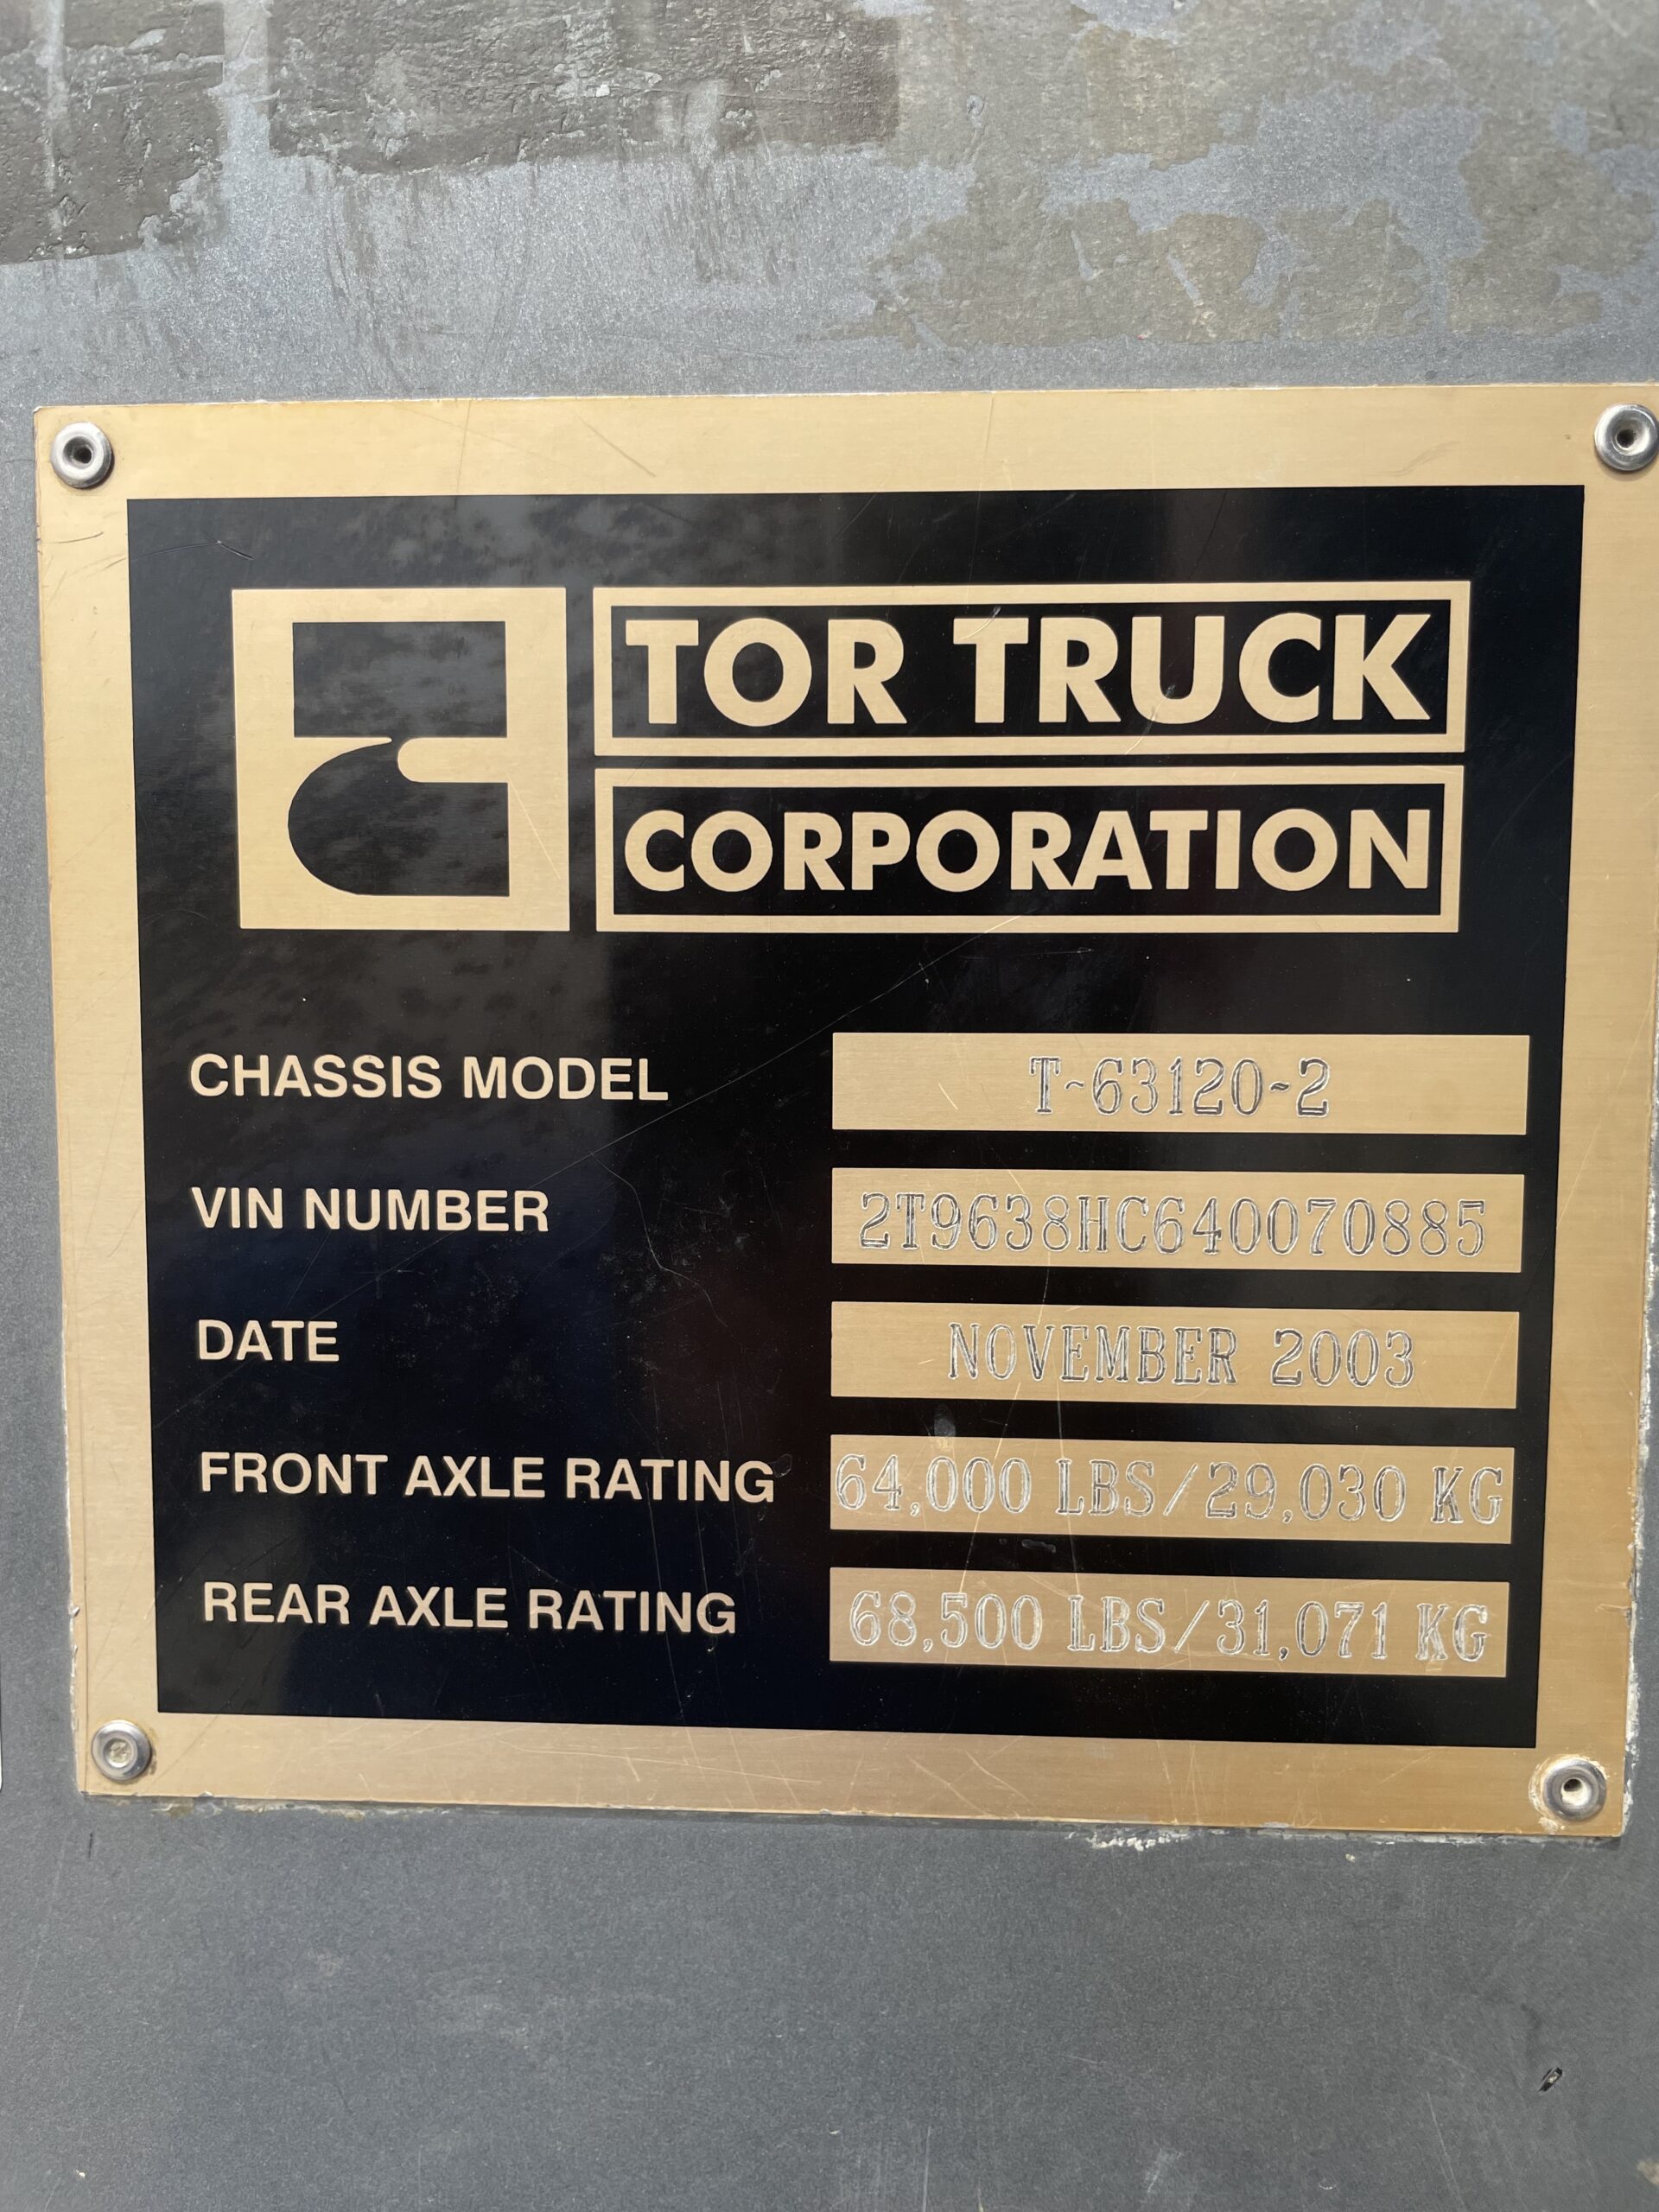 TOR TRUCK
CORPORATION
CHASSIS MODEL T-63120-2
VIN NUMBER 2T9638HC640070885
DATE NOVEMBER 2003
FRONT AXLE RATING 64,000 LBS/29,030 KG
REAR AXLE RATING 68,500 LBS/31,071 KG